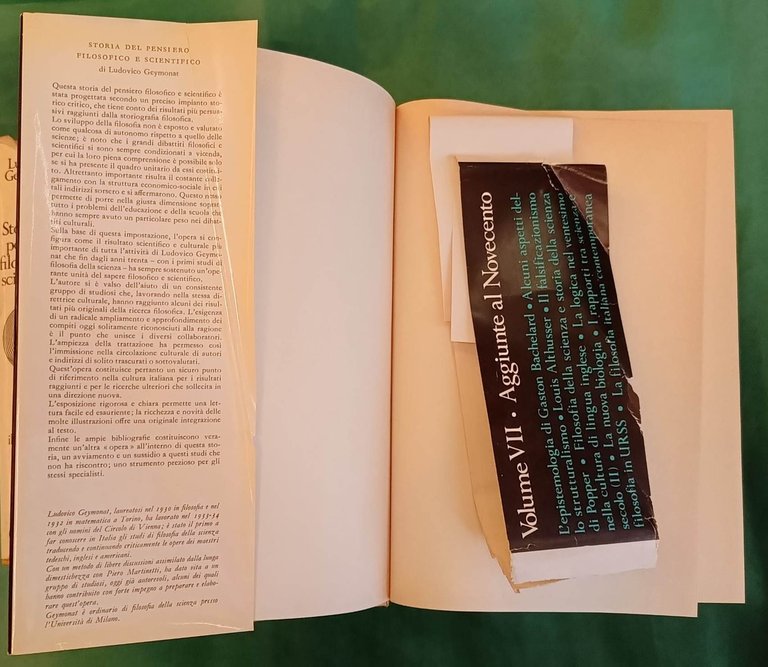 STORIA DEL PENSIERO
FILOSOFICO E SCIENTIFICO
di Ludovico Geymonat
Questa storia del pensiero filosofico e scientifico è
stata progettata secondo un preciso impianto sto-
rico critico, che tiene conto dei risultati più persua-
sivi raggiunti dalla storiografia filosofica.
Lo sviluppo della filosofia non è esposto e valutato
come qualcosa di autonomo rispetto a quello delle
scienze; è noto che i grandi dibattiti filosofici e
scientifici si sono sempre condizionati a vicenda,
per cui la loro piena comprensione è possibile solo
se si ha presente il quadro unitario da essi costitui-
to. Altrettanto importante risulta il costante colle-
gamento con la struttura economico-sociale in cui
tali indirizzi sorsero e si affermarono. Questo nesso
permette di porre nella giusta dimensione soprat-
tutto i problemi dell'educazione e della scuola che
hanno sempre avuto un particolare peso nei dibat-
titi culturali.
Sulla base di questa impostazione, l'opera si con-
figura come il risultato scientifico e culturale più
importante di tutta l'attività di Ludovico Geymo-
nat che fin dagli anni trenta - con i primi studi di
filosofia della scienza - ha sempre sostenuto un'ope-
rante unità del sapere filosofico e scientifico.
L'autore si è valso dell'aiuto di un consistente
gruppo di studiosi che, lavorando nella stessa di-
rettrice culturale, hanno raggiunto alcuni dei risul-
tati più originali della ricerca filosofica. L'esigenza
di un radicale ampliamento e approfondimento dei
compiti oggi solitamente riconosciuti alla ragione
è il punto che unisce i diversi collaboratori.
L'ampiezza della trattazione ha permesso così
l'immissione nella circolazione culturale di autori
e indirizzi di solito trascurati o sottovalutati.
Quest'opera costituisce pertanto un sicuro punto
di riferimento nella cultura italiana per i risultati
raggiunti e per le ricerche ulteriori che sollecita in
una direzione nuova.
L'esposizione rigorosa e chiara permette una let-
tura facile ed esauriente; la ricchezza e novità delle
molte illustrazioni offre una originale integrazione
al testo.
Infine le ampie bibliografie costituiscono vera-
mente un'altra « opera » all'interno di questa sto-
ria, un avviamento e un sussidio a questi studi che
non ha riscontro; uno strumento prezioso per gli
stessi specialisti.
Ludovico Geymonat, laureatosi nel 1930 in filosofia e nel
1932 in matematica a Torino, ha lavorato nel 1933-34
con gli uomini del Circolo di Vienna; è stato il primo a
far conoscere in Italia gli studi di filosofia della scienza
traducendo e continuando criticamente le opere dei maestri
tedeschi, inglesi e americani.
Con un metodo di libere discussioni assimilato dalla lunga
dimestichezza con Piero Martinetti, ha dato vita a un
gruppo di studiosi, oggi già autorevoli, alcuni dei quali
hanno contribuito con forte impegno a preparare e elabo-
rare quest'opera.
Geymonat è ordinario di filosofia della scienza presso
l'Università di Milano.
Volume VII · Aggiunte al Novecento
L'epistemologia di Gaston Bachelard • Alcuni aspetti del-
lo strutturalismo • Louis Althusser • Il falsificazionismo
di Popper • Filosofia della scienza e storia della scienza
nella cultura di lingua inglese • La logica nel ventesimo
secolo (II) • La nuova biologia • I rapporti tra scienza e
filosofia in URSS • La filosofia italiana contemporanea